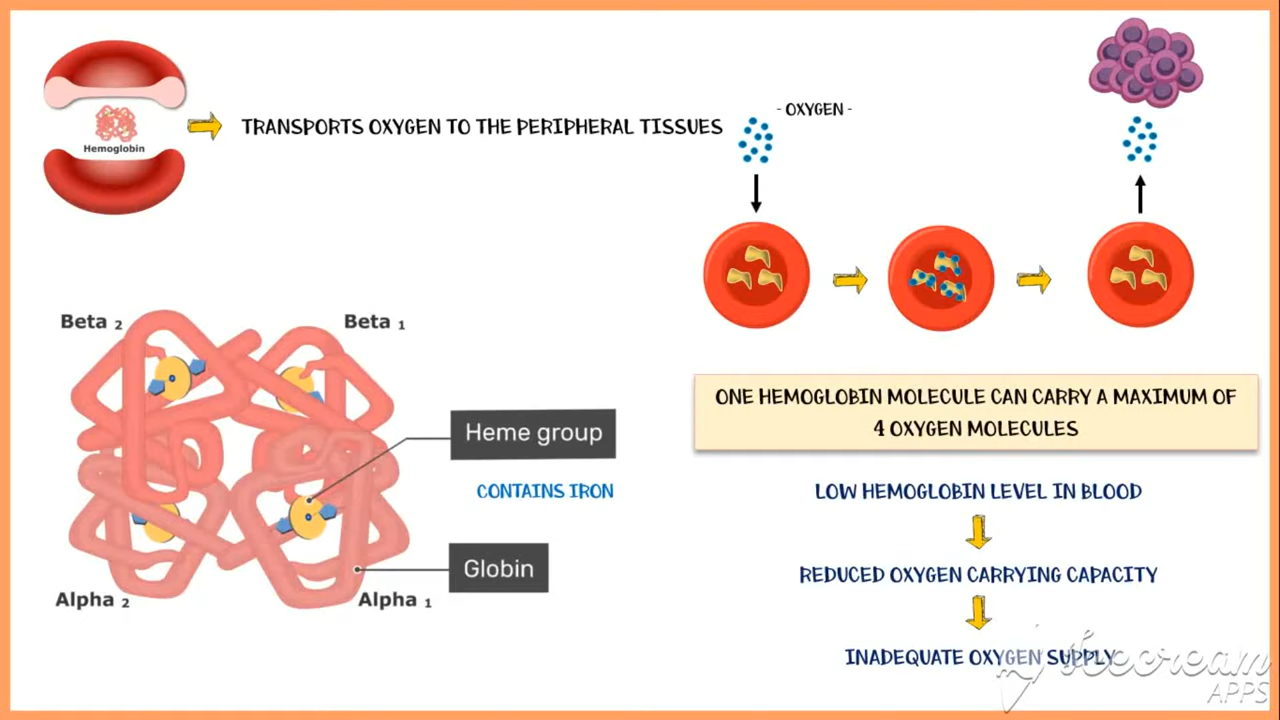 Hemoglobin
TRANSPORTS OXYGEN TO THE PERIPHERAL TISSUES
- OXYGEN -
Beta 2
Beta 1
Heme group
CONTAINS IRON
Globin
Alpha 2
Alpha 1
ONE HEMOGLOBIN MOLECULE CAN CARRY A MAXIMUM OF
4 OXYGEN MOLECULES
LOW HEMOGLOBIN LEVEL IN BLOOD
REDUCED OXYGEN CARRYING CAPACITY
INADEQUATE OXYGEN SUPPLY
Icecream
APPS